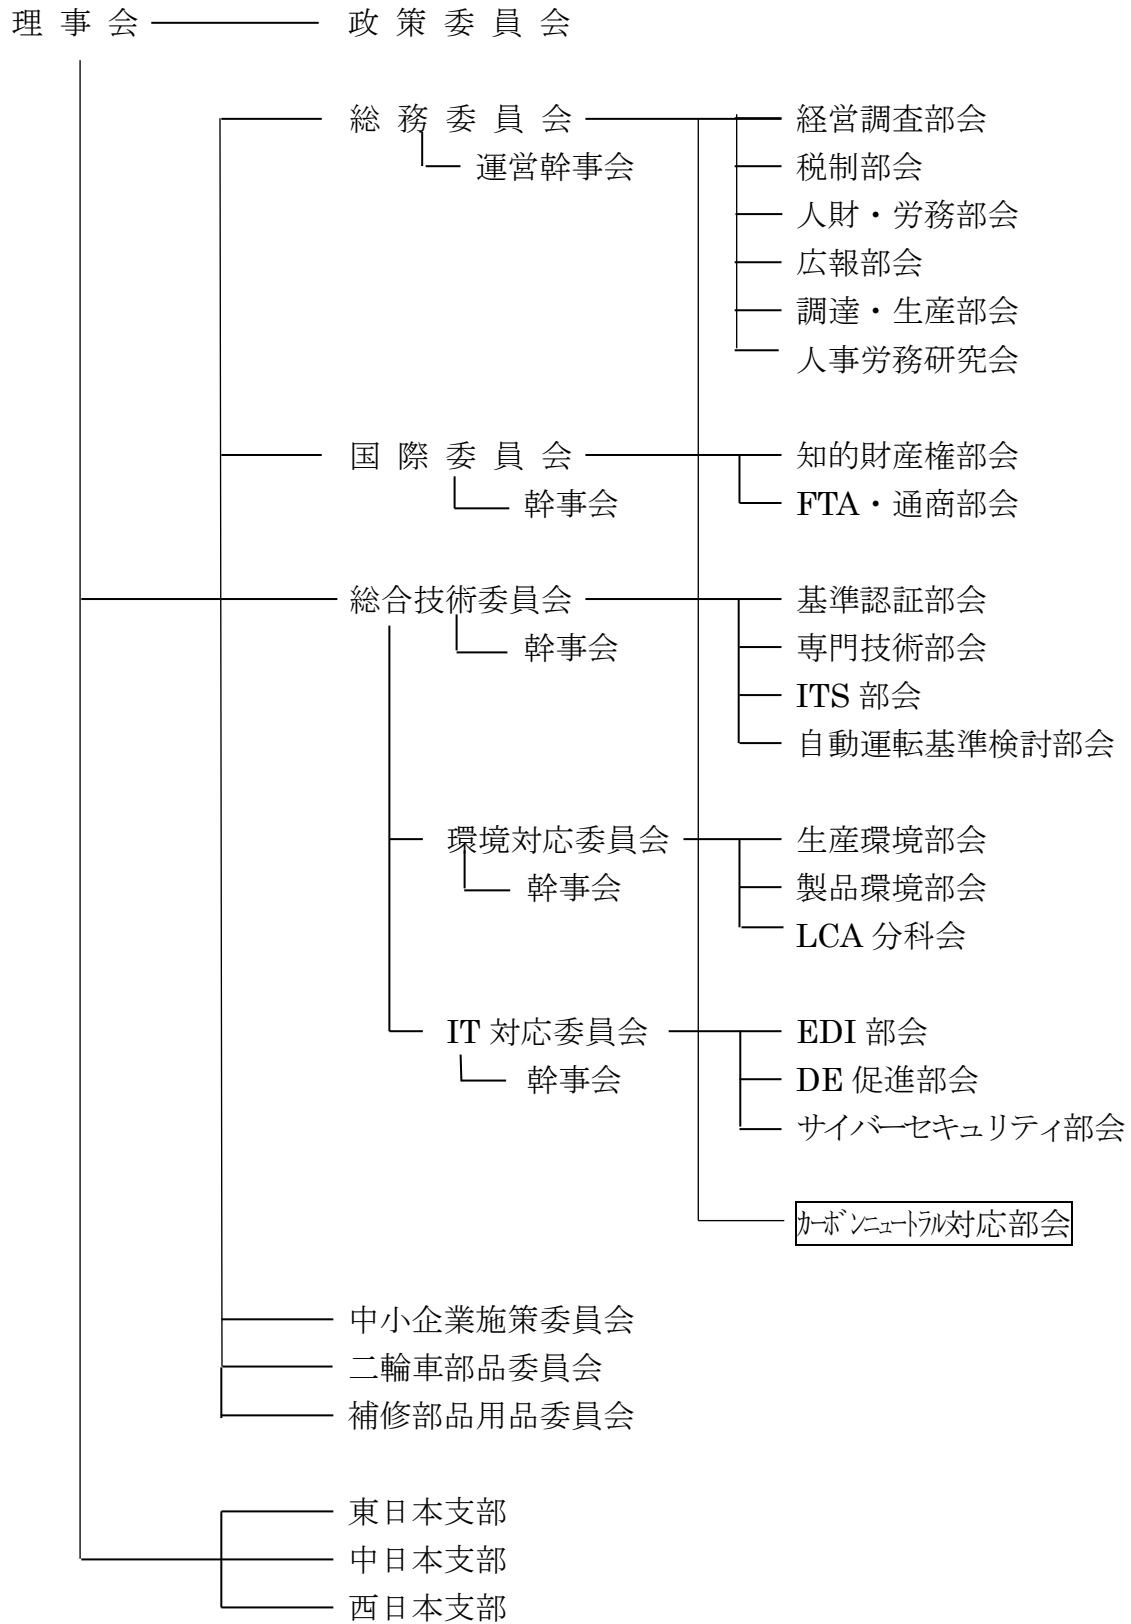 理事会 政策委員会
総務委員会 経営調査部会
運営幹事会 税制部会
人財・労務部会
広報部会
調達・生産部会
人事労務研究会
国際委員会 知的財産権部会
幹事会 FTA・通商部会
総合技術委員会 基準認証部会
幹事会 専門技術部会
ITS 部会
自動運転基準検討部会
環境対応委員会 生産環境部会
幹事会 製品環境部会
LCA 分科会
IT 対応委員会 EDI 部会
幹事会 DE 促進部会
サイバーセキュリティ部会
カーボンニュートラル対応部会
中小企業施策委員会
二輪車部品委員会
補修部品用品委員会
東日本支部
中日本支部
西日本支部